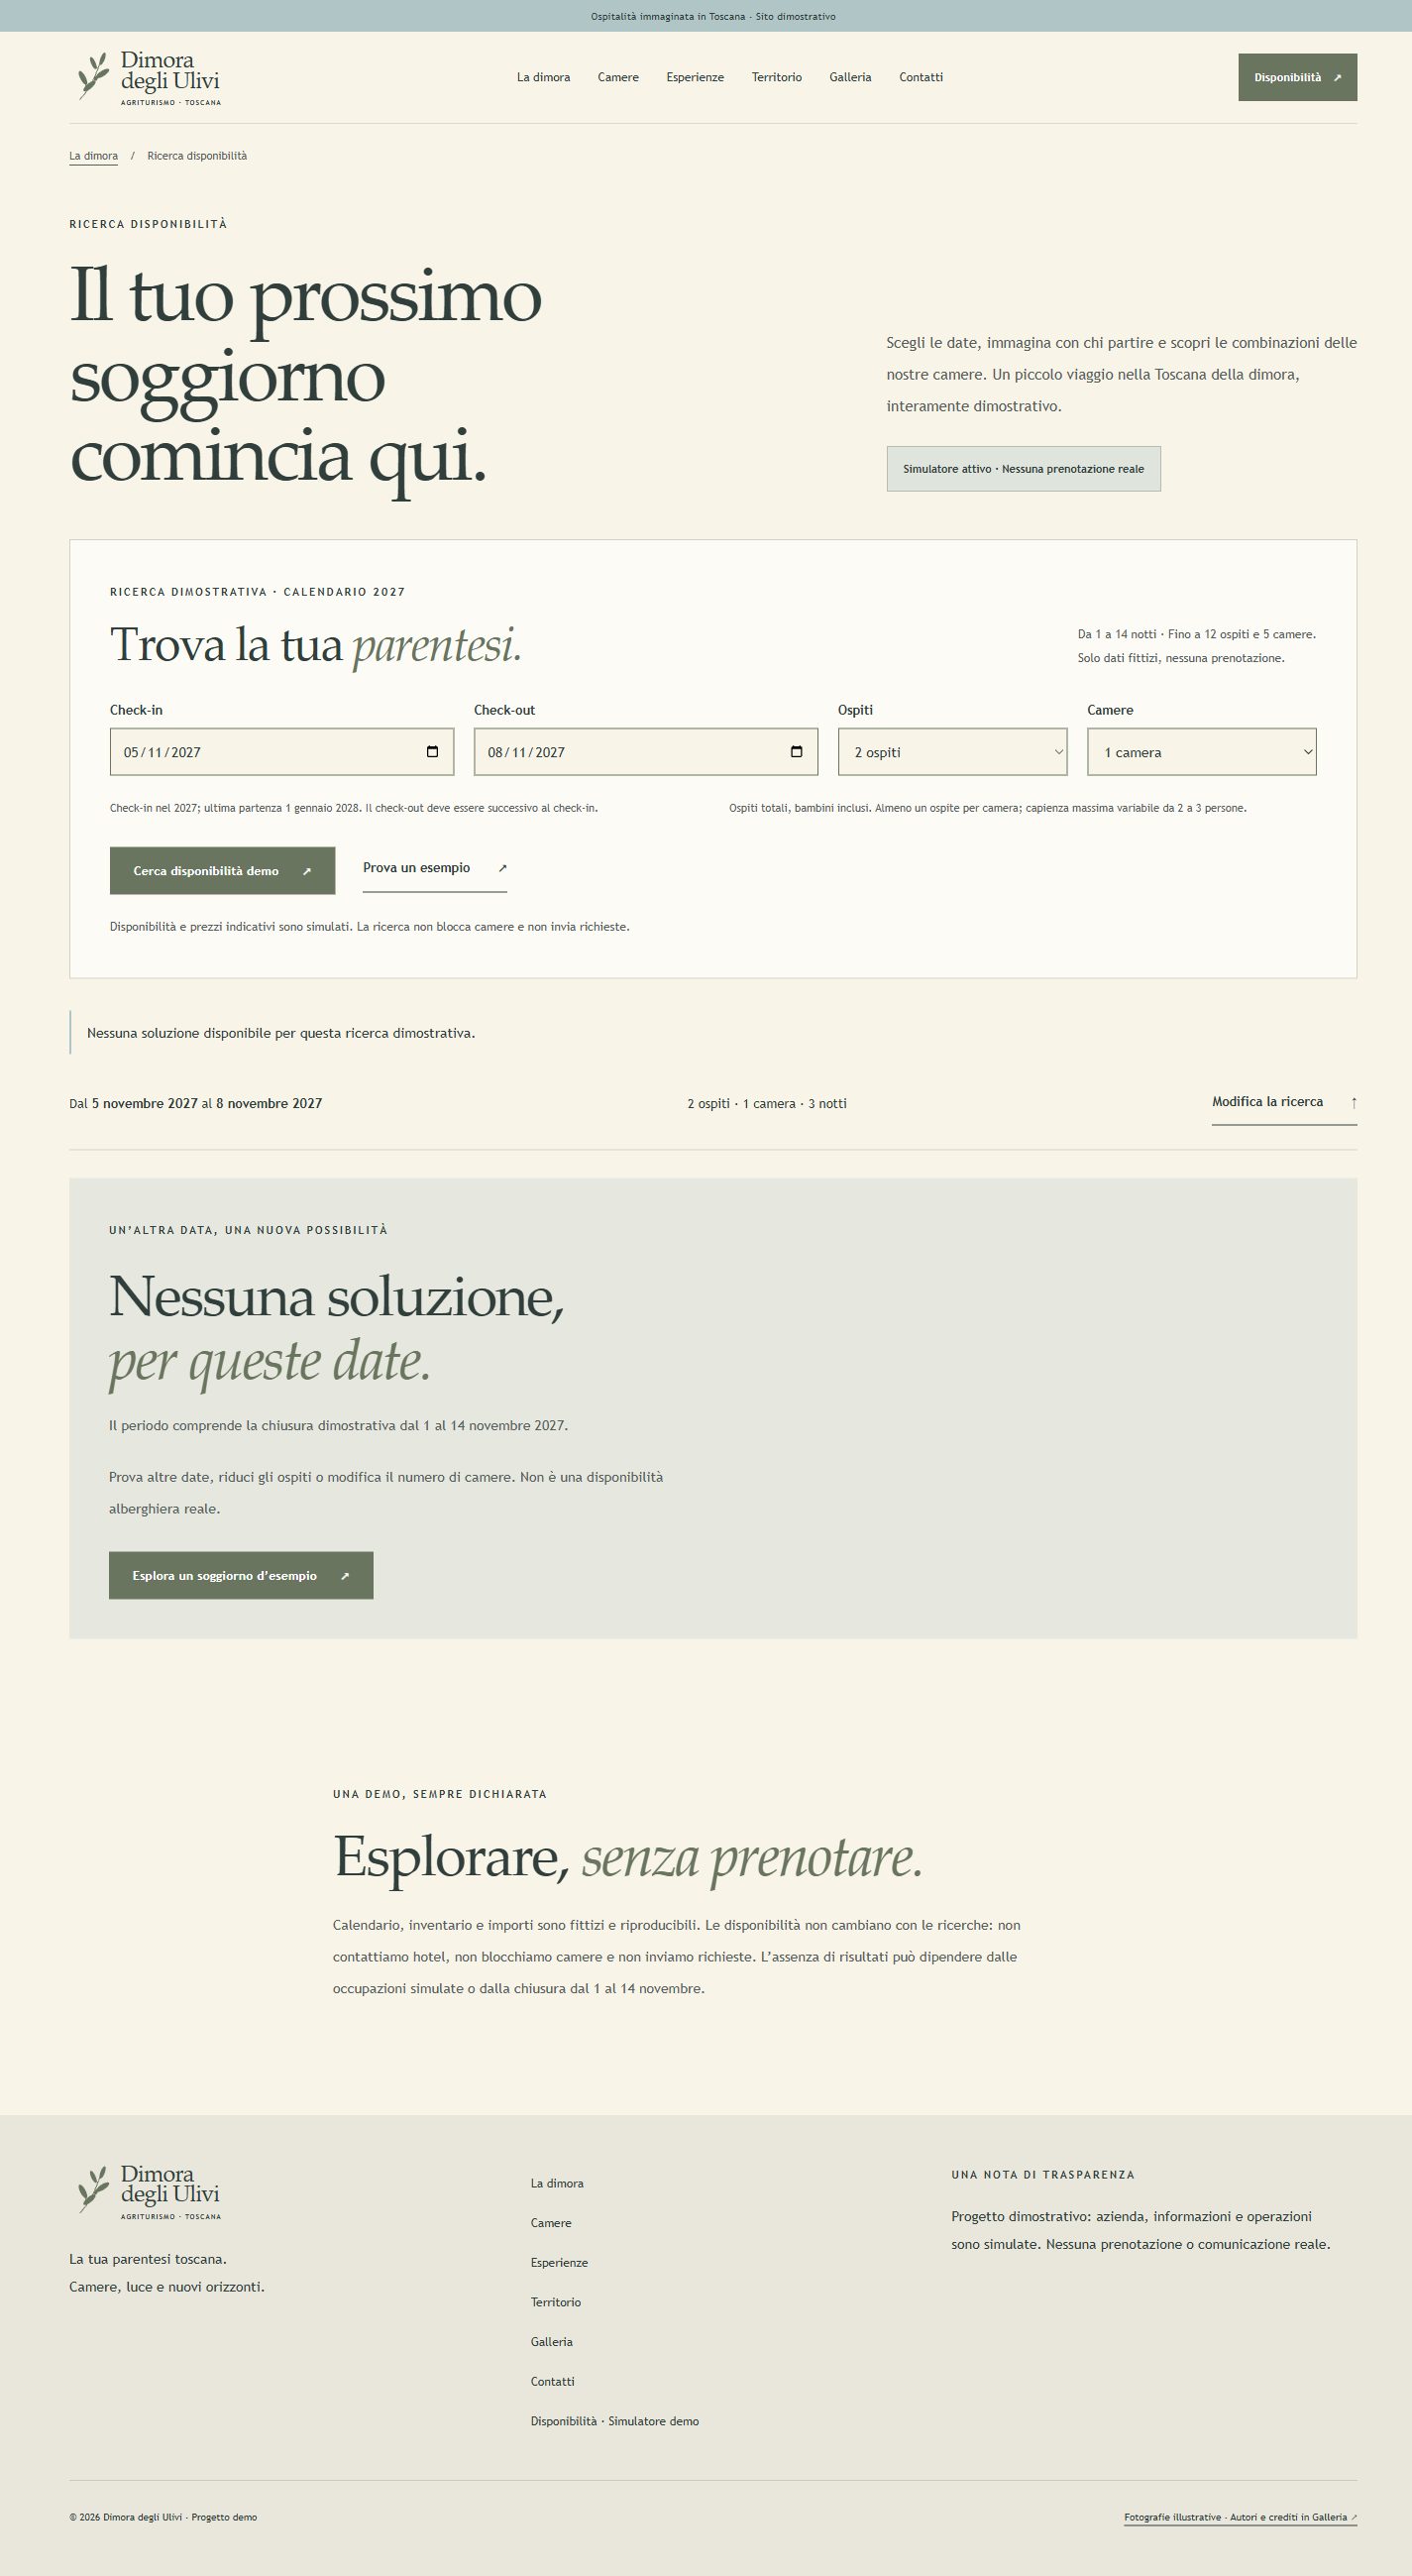 Ospitalità immaginata in Toscana · Sito dimostrativo
Dimora
degli Ulivi
AGRITURISMO · TOSCANA
La dimora
Camere
Esperienze
Territorio
Galleria
Contatti
Disponibilità ↗
La dimora / Ricerca disponibilità
RICERCA DISPONIBILITÀ
Il tuo prossimo
soggiorno
comincia qui.
Scegli le date, immagina con chi partire e scopri le combinazioni delle
nostre camere. Un piccolo viaggio nella Toscana della dimora,
interamente dimostrativo.
Simulatore attivo · Nessuna prenotazione reale
RICERCA DIMOSTRATIVA · CALENDARIO 2027
Trova la tua parentesi.
Da 1 a 14 notti · Fino a 12 ospiti e 5 camere.
Solo dati fittizi, nessuna prenotazione.
Check-in
05/11/2027
Check-out
08/11/2027
Ospiti
2 ospiti
Camere
1 camera
Check-in nel 2027; ultima partenza 1 gennaio 2028. Il check-out deve essere successivo al check-in.
Ospiti totali, bambini inclusi. Almeno un ospite per camera; capienza massima variabile da 2 a 3 persone.
Cerca disponibilità demo ↗
Prova un esempio ↗
Disponibilità e prezzi indicativi sono simulati. La ricerca non blocca camere e non invia richieste.
Nessuna soluzione disponibile per questa ricerca dimostrativa.
Dal 5 novembre 2027 al 8 novembre 2027
2 ospiti · 1 camera · 3 notti
Modifica la ricerca ↑
UN’ALTRA DATA, UNA NUOVA POSSIBILITÀ
Nessuna soluzione,
per queste date.
Il periodo comprende la chiusura dimostrativa dal 1 al 14 novembre 2027.
Prova altre date, riduci gli ospiti o modifica il numero di camere. Non è una disponibilità
alberghiera reale.
Esplora un soggiorno d’esempio ↗
UNA DEMO, SEMPRE DICHIARATA
Esplorare, senza prenotare.
Calendario, inventario e importi sono fittizi e riproducibili. Le disponibilità non cambiano con le ricerche: non
contattiamo hotel, non blocchiamo camere e non inviamo richieste. L’assenza di risultati può dipendere dalle
occupazioni simulate o dalla chiusura dal 1 al 14 novembre.
Dimora
degli Ulivi
AGRITURISMO · TOSCANA
La tua parentesi toscana.
Camere, luce e nuovi orizzonti.
La dimora
Camere
Esperienze
Territorio
Galleria
Contatti
Disponibilità · Simulatore demo
UNA NOTA DI TRASPARENZA
Progetto dimostrativo: azienda, informazioni e operazioni
sono simulate. Nessuna prenotazione o comunicazione reale.
© 2026 Dimora degli Ulivi · Progetto demo
Fotografie illustrative · Autori e crediti in Galleria ↗